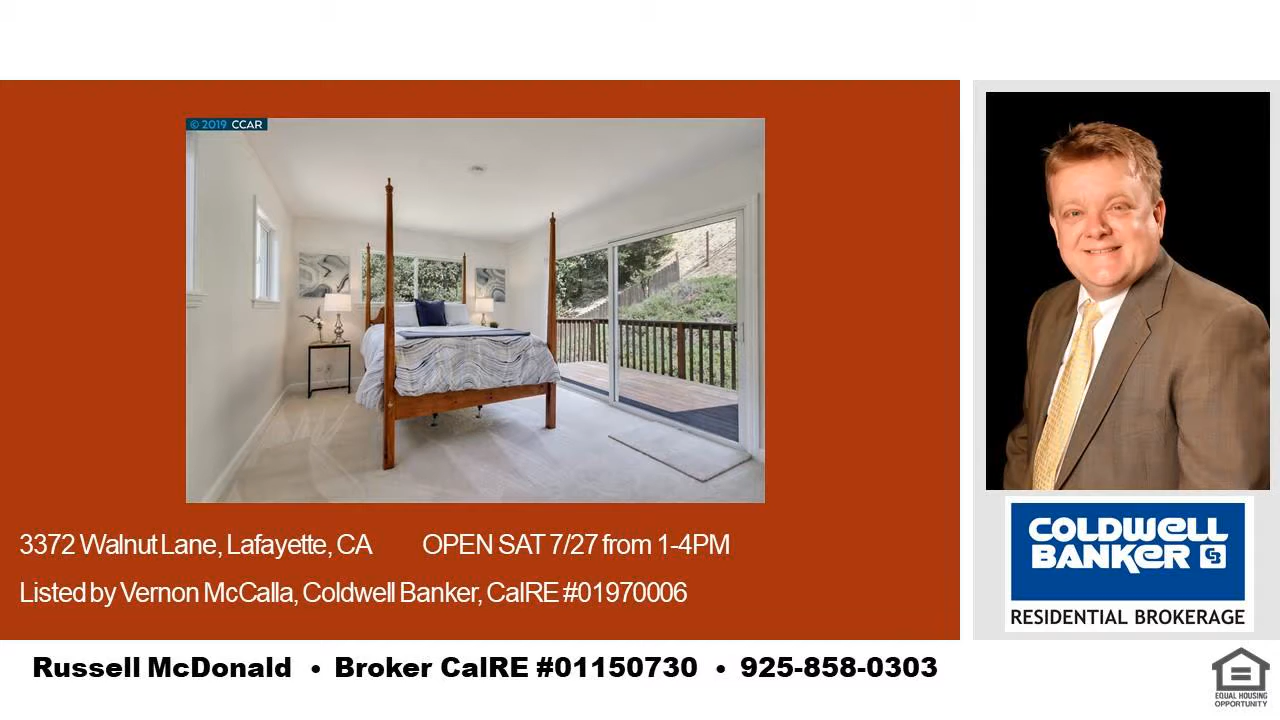 © 2019 CCAR
3372 Walnut Lane, Lafayette, CA OPEN SAT 7/27 from 1-4PM
Listed by Vernon McCalla, Coldwell Banker, CalRE #01970006
COLDWELL
BANKER CB
RESIDENTIAL BROKERAGE
Russell McDonald • Broker CalRE #01150730 • 925-858-0303
EQUAL HOUSING
OPPORTUNITY